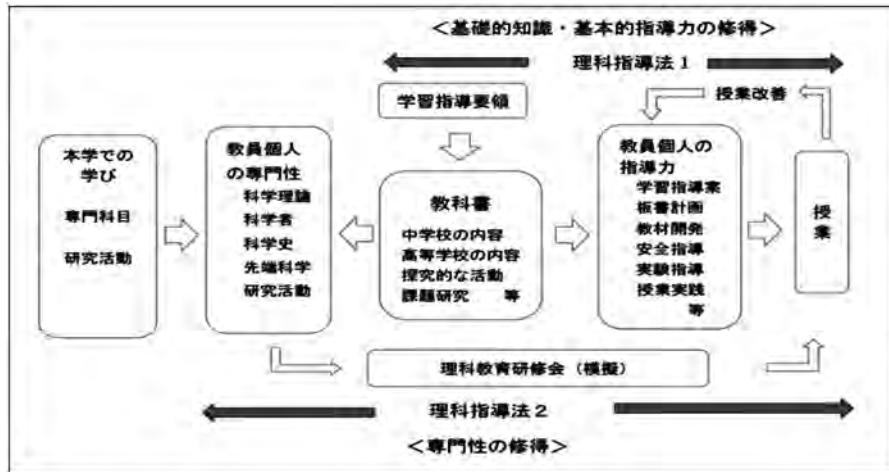 ＜基礎的知識・基本的指導力の修得＞
理科指導法１
学習指導要領
授業改善
本学での
学び
専門科目
研究活動
教員個人
の専門性
科学理論
科学者
科学史
先端科学
研究活動
教科書
中学校の内容
高等学校の内容
探究的な活動
課題研究　等
教員個人の
指導力
学習指導案
板書計画
教材開発
安全指導
実験指導
授業実践
等
授
業
理科教育研修会（模擬）
理科指導法２
＜専門性の修得＞